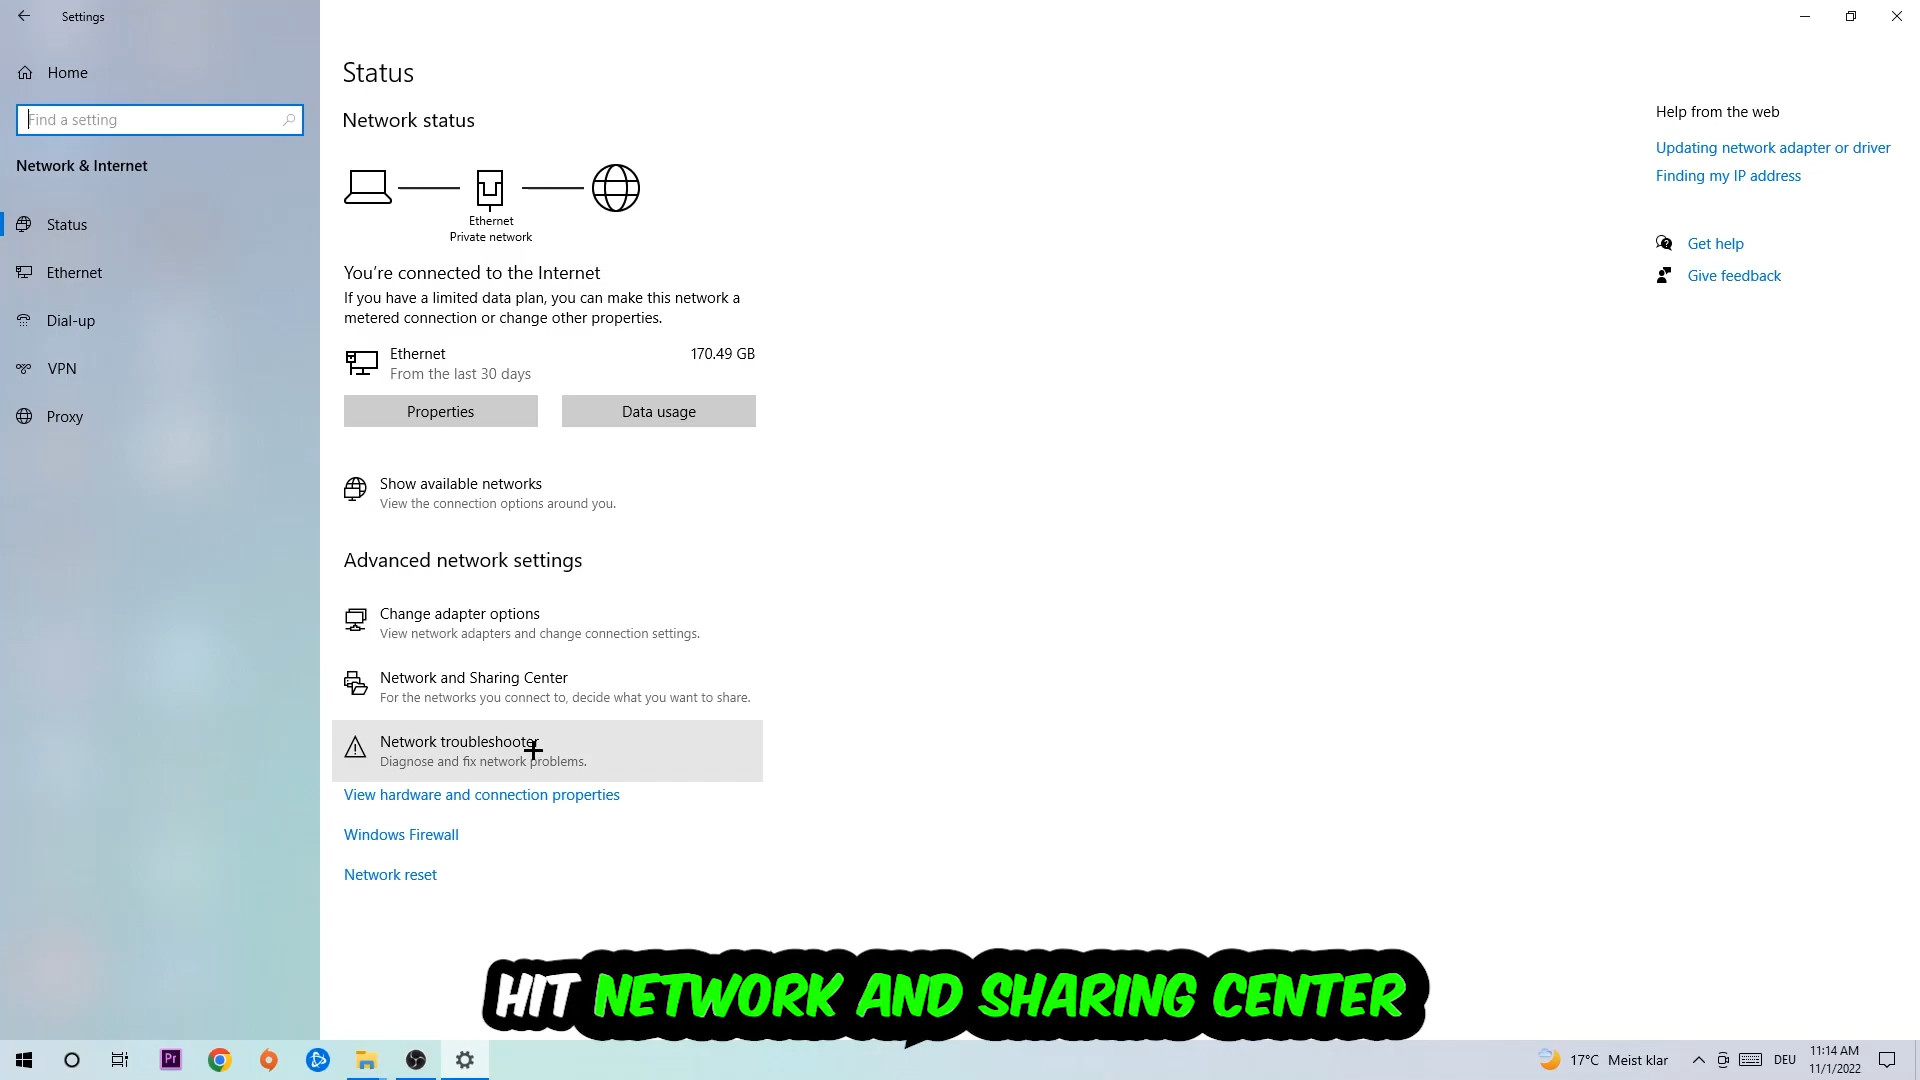 Settings
Home
Find a setting
Network & Internet
Status
Ethernet
Dial-up
VPN
Proxy
Status
Network status
Ethernet
Private network
You're connected to the Internet
If you have a limited data plan, you can make this network a
metered connection or change other properties.
Ethernet
170.49 GB
From the last 30 days
Properties
Data usage
Show available networks
View the connection options around you.
Advanced network settings
Change adapter options
View network adapters and change connection settings.
Network and Sharing Center
For the networks you connect to, decide what you want to share.
Network troubleshooter
Diagnose and fix network problems.
View hardware and connection properties
Windows Firewall
Network reset
Help from the web
Updating network adapter or driver
Finding my IP address
Get help
Give feedback
HIT NETWORK AND SHARING CENTER
Pr
17°C Meist klar
DEU
11:14 AM
11/1/2022